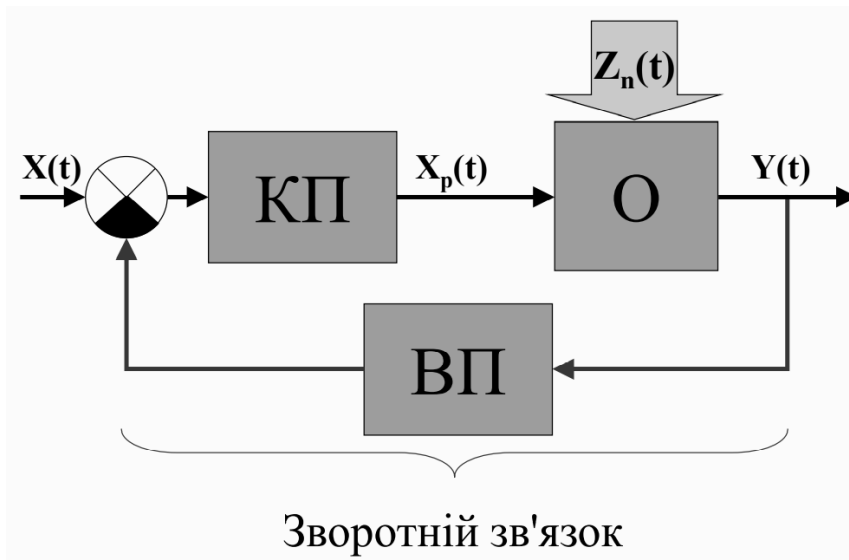 Zn(t)
X(t)
КП
Xp(t)
О
Y(t)
ВП
Зворотній зв'язок